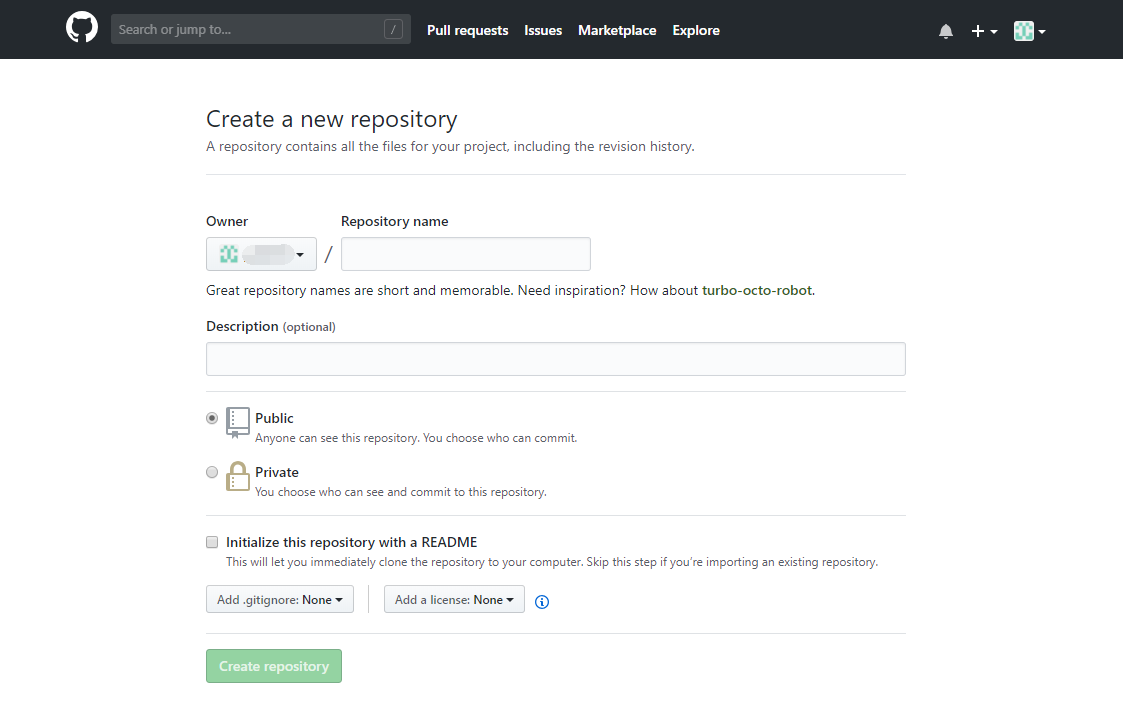 Search or jump to... /
Pull requests Issues Marketplace Explore
Create a new repository
A repository contains all the files for your project, including the revision history.
Owner Repository name
/
Great repository names are short and memorable. Need inspiration? How about turbo-octo-robot.
Description (optional)
Public
Anyone can see this repository. You choose who can commit.
Private
You choose who can see and commit to this repository.
Initialize this repository with a README
This will let you immediately clone the repository to your computer. Skip this step if you’re importing an existing repository.
Add .gitignore: None Add a license: None
Create repository